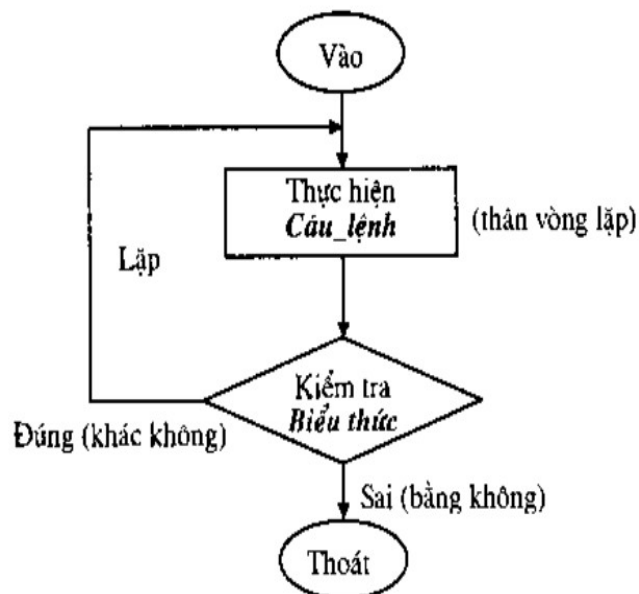 Vào
Thực hiện
Câu_lệnh
(thân vòng lặp)
Lặp
Kiểm tra
Biểu thức
Đúng (khác không)
Sai (bằng không)
Thoát